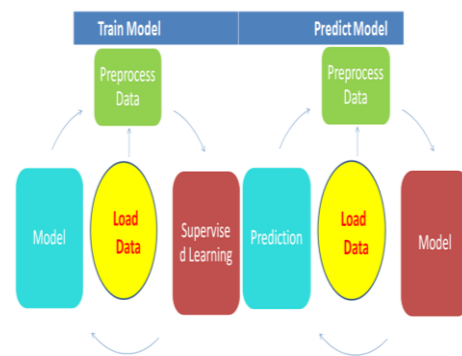 Train Model
Predict Model
Preprocess
Data
Preprocess
Data
Model
Load
Data
Supervise
d Learning
Prediction
Load
Data
Model